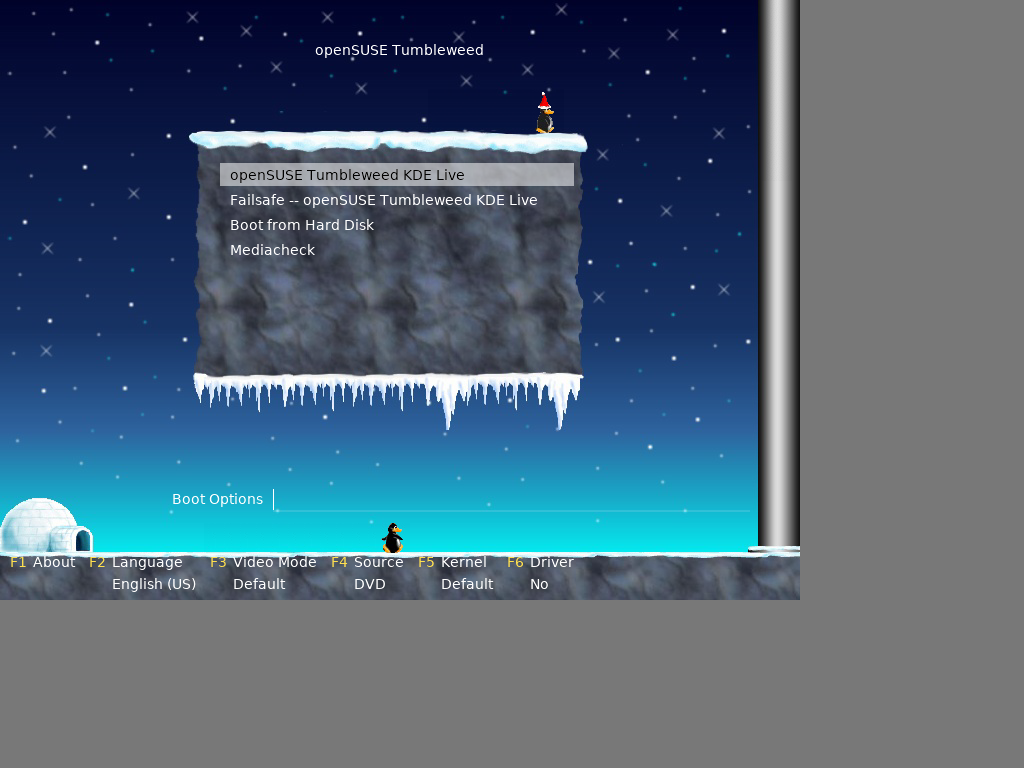 openSUSE Tumbleweed
openSUSE Tumbleweed KDE Live
Failsafe -- openSUSE Tumbleweed KDE Live
Boot from Hard Disk
Mediacheck
Boot Options
F1 About F2 Language F3 Video Mode F4 Source F5 Kernel F6 Driver
English (US) Default DVD Default No